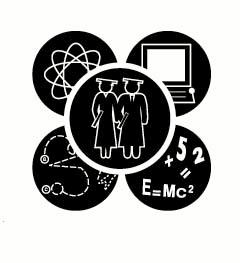 + 5 2
=
E=MC²